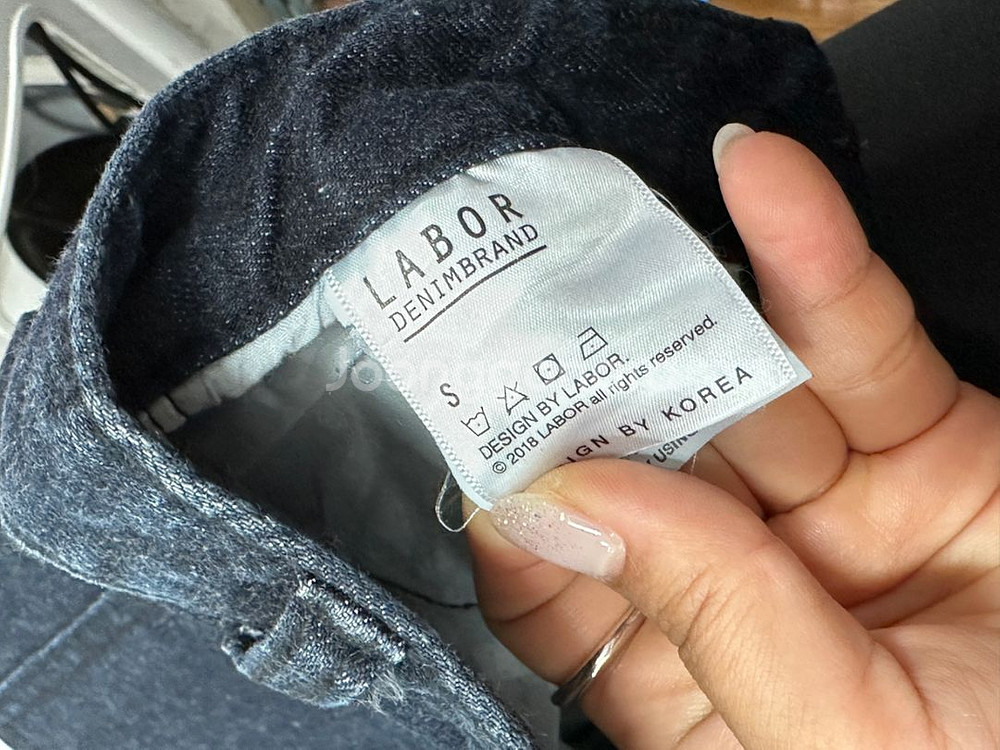 LABOR
DENIMBRAND
S
DESIGN BY LABOR.
© 2018 LABOR all rights reserved.
BY KOREA